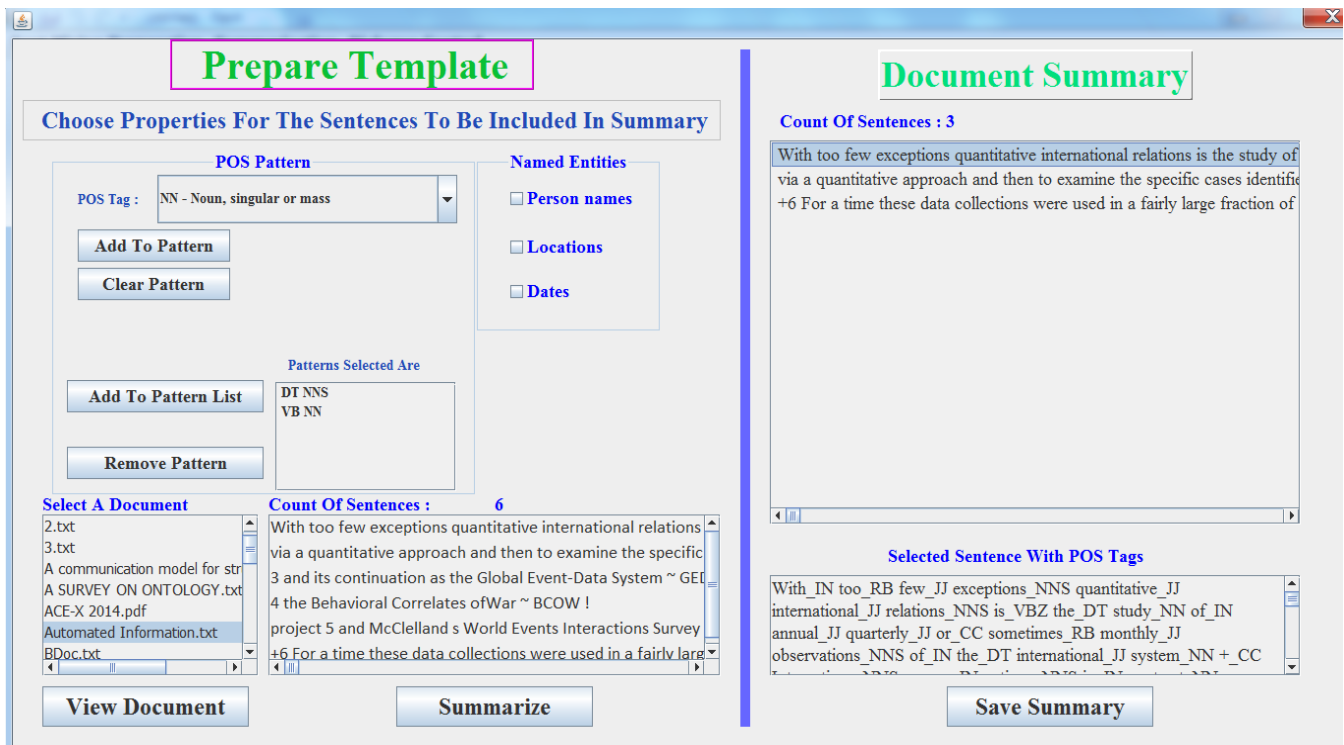 Prepare Template
Choose Properties For The Sentences To Be Included In Summary
POS Pattern
POS Tag :
NN - Noun, singular or mass
Add To Pattern
Clear Pattern
Named Entities
Person names
Locations
Dates
Patterns Selected Are
Add To Pattern List
DT NNS
VB NN
Remove Pattern
Select A Document
2.txt
3.txt
A communication model for str
A SURVEY ON ONTOLOGY.txt
ACE-X 2014.pdf
Automated Information.txt
BDoc.txt
Count Of Sentences : 6
With too few exceptions quantitative international relations
via a quantitative approach and then to examine the specific
3 and its continuation as the Global Event-Data System ~ GED
4 the Behavioral Correlates ofWar ~ BCOW !
project 5 and McClelland s World Events Interactions Survey
+6 For a time these data collections were used in a fairly larg
View Document
Summarize
Document Summary
Count Of Sentences : 3
With too few exceptions quantitative international relations is the study of
via a quantitative approach and then to examine the specific cases identifie
+6 For a time these data collections were used in a fairly large fraction of
Selected Sentence With POS Tags
With_IN too_RB few_JJ exceptions_NNS quantitative_JJ
international_JJ relations_NNS is_VBZ the_DT study_NN of_IN
annual_JJ quarterly_JJ or_CC sometimes_RB monthly_JJ
observations_NNS of_IN the_DT international_JJ system_NN +_CC
Save Summary